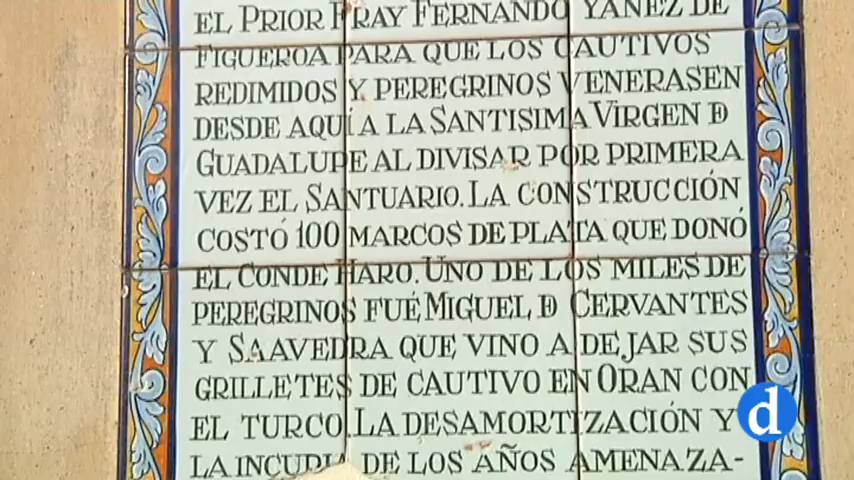 EL PRIOR FRAY FERNANDO YAÑEZ DE
FIGUEROA PARA QUE LOS CAUTIVOS
REDIMIDOS Y PEREGRINOS VENERASEN
DESDE AQUÍ A LA SANTISIMA VIRGEN D
GUADALUPE AL DIVISAR POR PRIMERA
VEZ EL SANTUARIO. LA CONSTRUCCIÓN
COSTÓ 100 MARCOS DE PLATA QUE DONÓ
EL CONDE HARO. UNO DE LOS MILES DE
PEREGRINOS FUÉ MIGUEL D CERVANTES
Y SAAVEDRA QUE VINO A DEJAR SUS
GRILLETES DE CAUTIVO EN ORAN CON
EL TURCO. LA DESAMORTIZACIÓN Y
LA INCURIA DE LOS AÑOS AMENAZA-
d